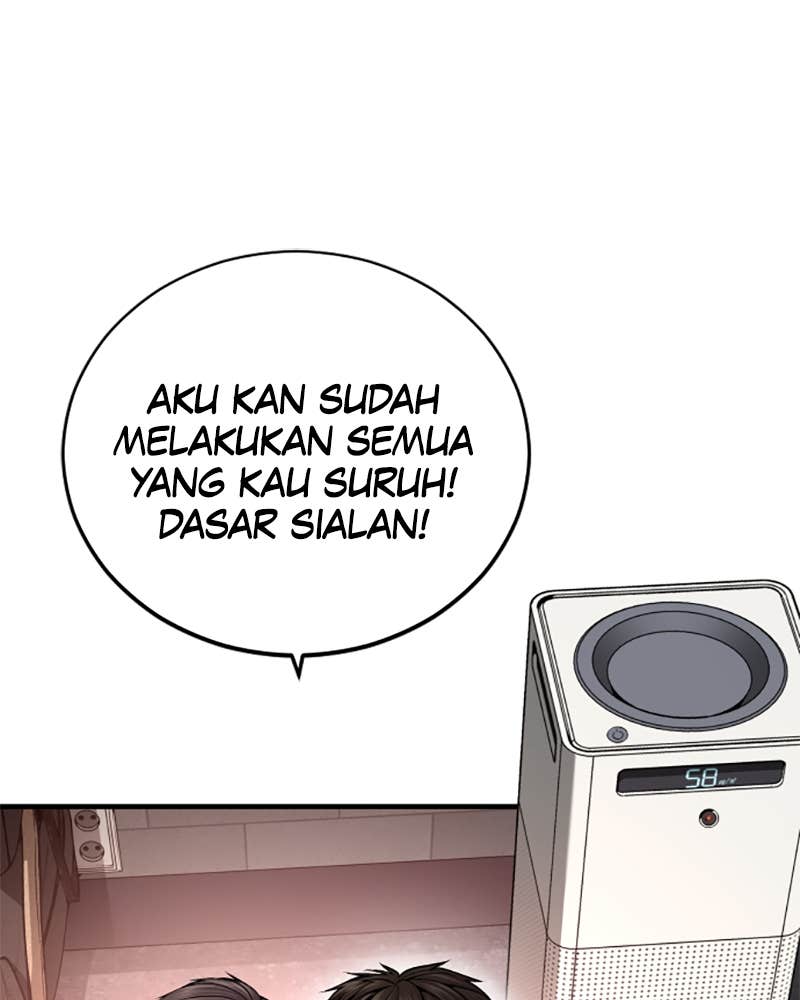 AKU KAN SUDAH
MELAKUKAN SEMUA
YANG KAU SURUH!
DASAR SIALAN!
58